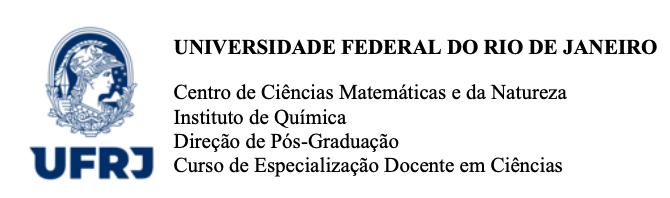 UNIVERSIDADE FEDERAL DO RIO DE JANEIRO
Centro de Ciências Matemáticas e da Natureza
Instituto de Química
Direção de Pós-Graduação
Curso de Especialização Docente em Ciências
UFRJ